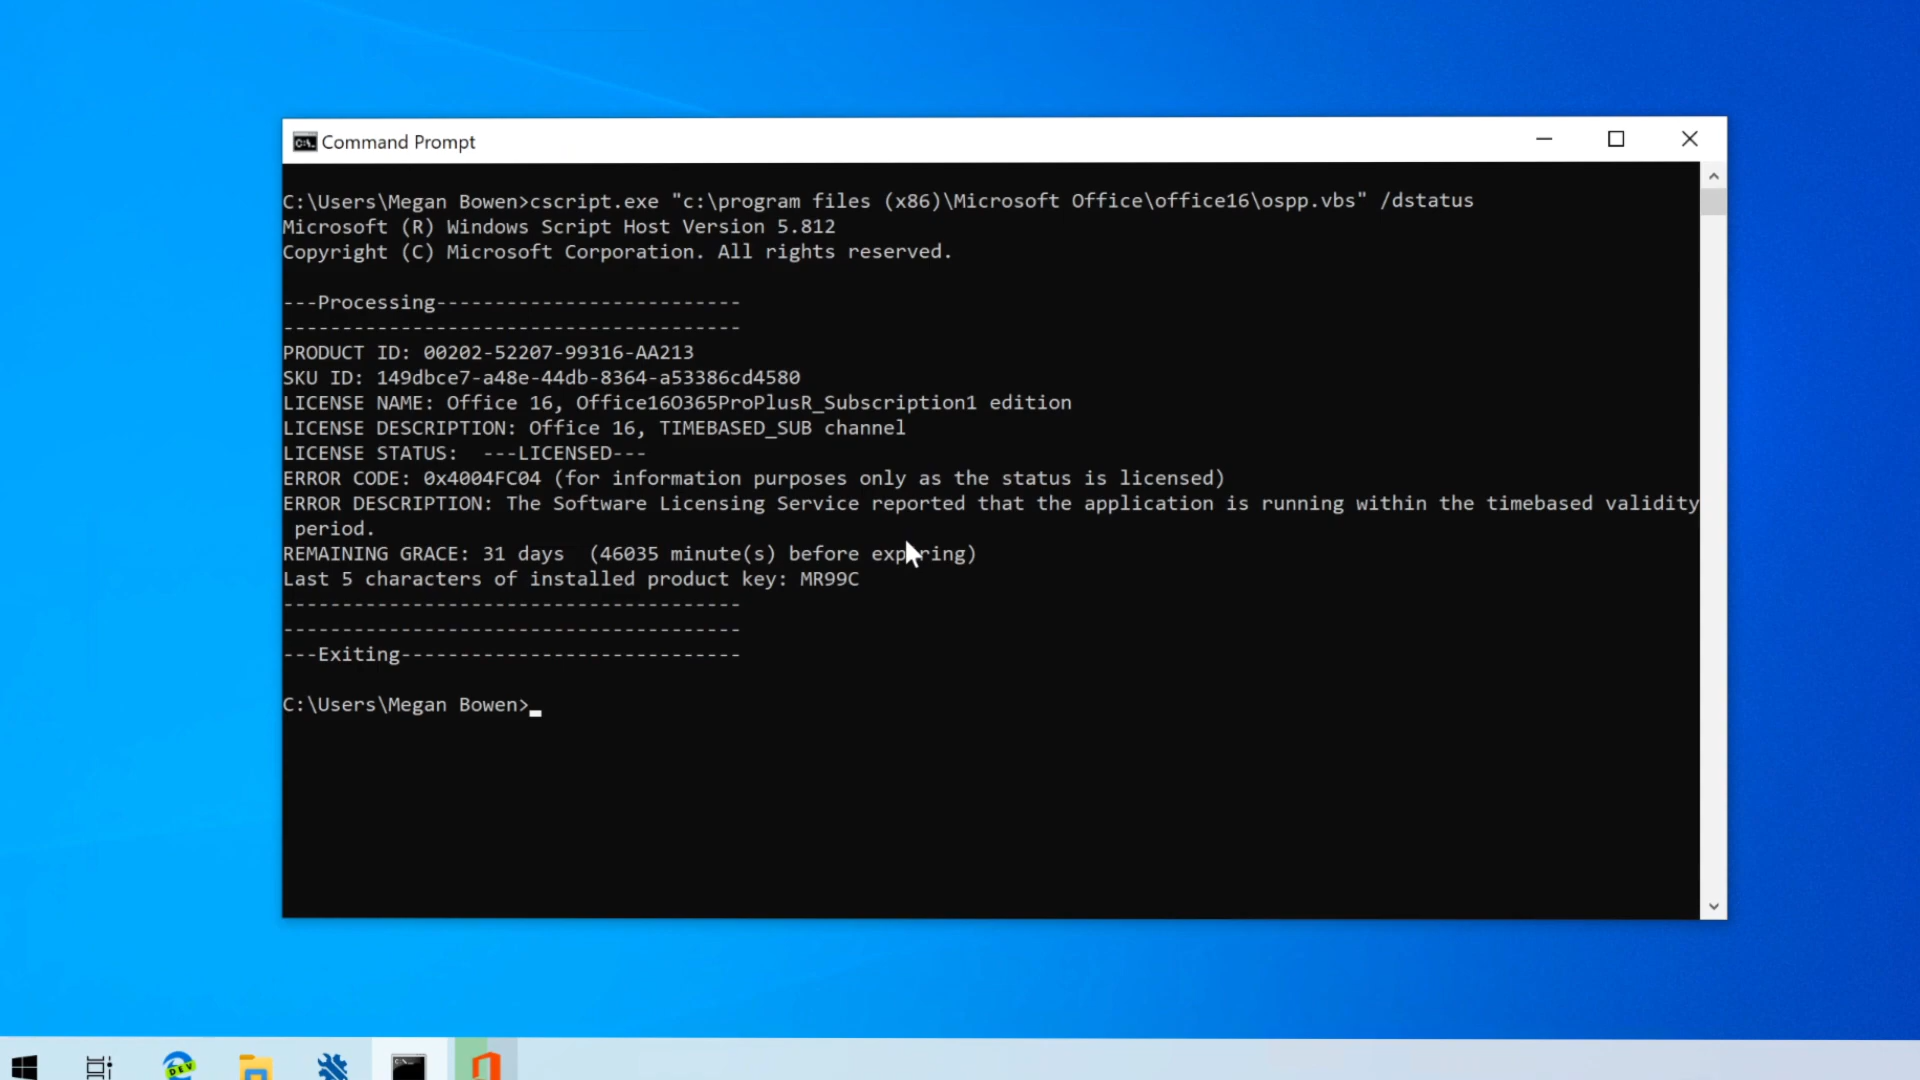 Command Prompt
C:\Users\Megan Bowen>cscript.exe "c:\program files (x86)\Microsoft Office\office16\ospp.vbs" /dstatus
Microsoft (R) Windows Script Host Version 5.812
Copyright (C) Microsoft Corporation. All rights reserved.
---Processing--------------------------
---------------------------------------
PRODUCT ID: 00202-52207-99316-AA213
SKU ID: 149dbce7-a48e-44db-8364-a53386cd4580
LICENSE NAME: Office 16, Office16O365ProPlusR_Subscription1 edition
LICENSE DESCRIPTION: Office 16, TIMEBASED_SUB channel
LICENSE STATUS:  ---LICENSED---
ERROR CODE: 0x4004FC04 (for information purposes only as the status is licensed)
ERROR DESCRIPTION: The Software Licensing Service reported that the application is running within the timebased validity
 period.
REMAINING GRACE: 31 days  (46035 minute(s) before expiring)
Last 5 characters of installed product key: MR99C
---------------------------------------
---------------------------------------
---Exiting-----------------------------
C:\Users\Megan Bowen>_
DEV